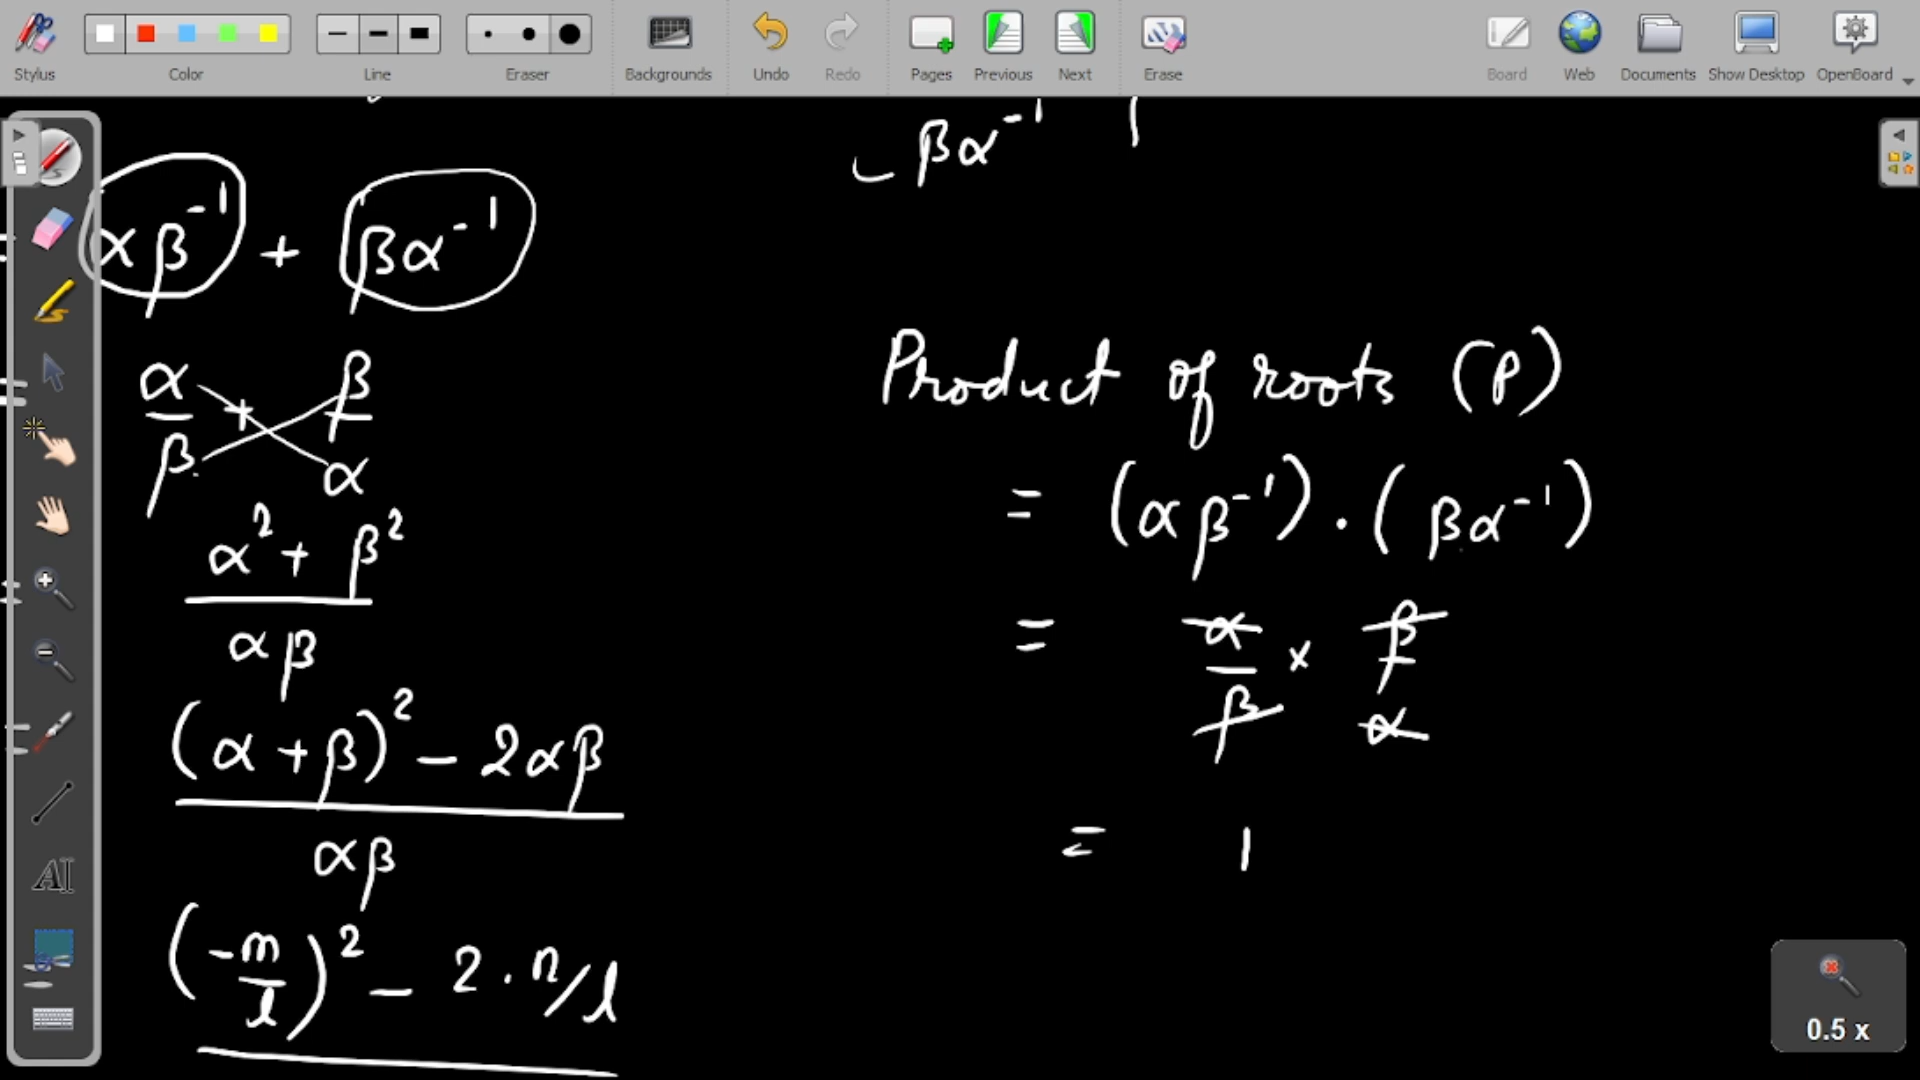 Stylus Color Line Eraser Backgrounds Undo Redo Pages Previous Next Erase Board Web Documents Show Desktop OpenBoard
βα⁻¹
αβ⁻¹ + βα⁻¹
α/β + β/α
α² + β²
αβ
(α + β)² - 2αβ
αβ
(-m/l)² - 2 · n/l
Product of roots (P)
= (αβ⁻¹) · (βα⁻¹)
= α/β × β/α
= 1
AI
0.5 x